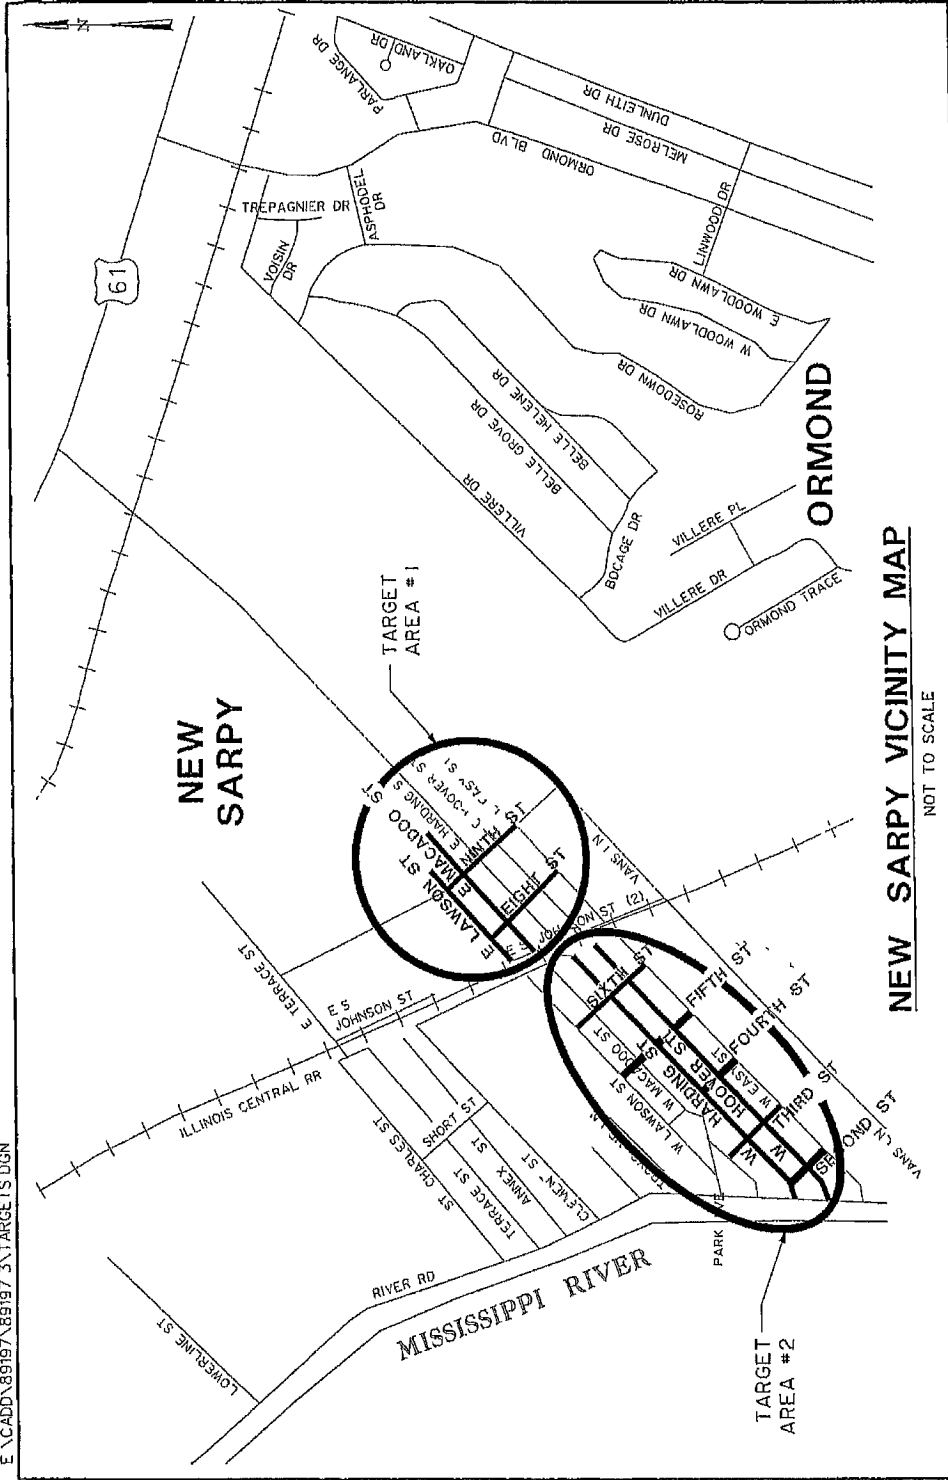 E \CADD\89197\89197 3\TARGETS DGN
N
61
OAKLAND DR
PARLANGE DR
DUNLEITH DR
MELROSE DR
ORMOND BLVD
LINWOOD DR
TREPAGNIER DR
ASPHODEL DR
VOISIN DR
E WOODLAWN DR
W WOODLAWN DR
ROSEDOWN DR
BELLE HELENE DR
BELLE GROVE DR
VILLERE DR
BOCAGE DR
VILLERE PL
VILLERE DR
ORMOND TRACE
ORMOND
NEW
SARPY
TARGET
AREA #1
E MACADOO ST
E HARDING S
E LAWSON ST
NINTH ST
EIGHT ST
VANS LN
E TERRACE ST
E S
JOHNSON ST
ILLINOIS CENTRAL RR
SIXTH ST
FIFTH ST
FOURTH ST
THIRD ST
SECOND ST
VANS LN
W EAST ST
W HOOVER ST
W HARDING ST
W MACADOO ST
W LAWSON ST
SHORT ST
ST CHARLES ST
TERRACE ST
ANNEX ST
ST
PARK
RIVER RD
MISSISSIPPI RIVER
LOWERLINE ST
TARGET
AREA #2
NEW SARPY VICINITY MAP
NOT TO SCALE